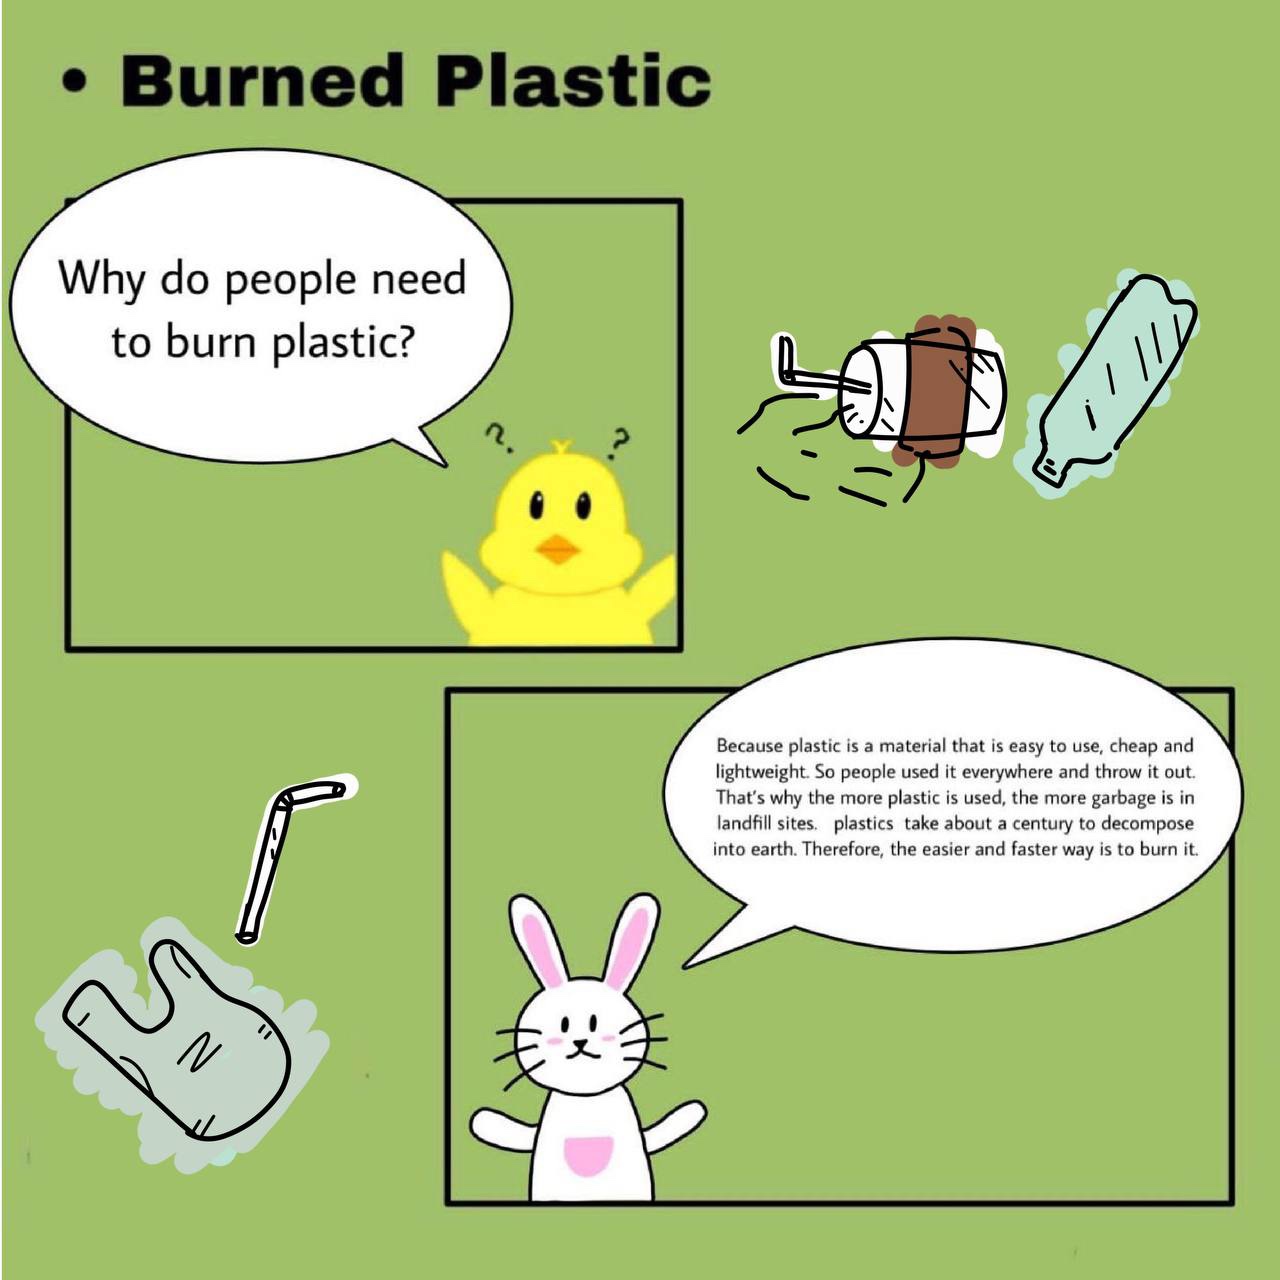 • Burned Plastic
Why do people need
to burn plastic?
? ?
Because plastic is a material that is easy to use, cheap and
lightweight. So people used it everywhere and throw it out.
That's why the more plastic is used, the more garbage is in
landfill sites.   plastics  take about a century to decompose
into earth. Therefore, the easier and faster way is to burn it.